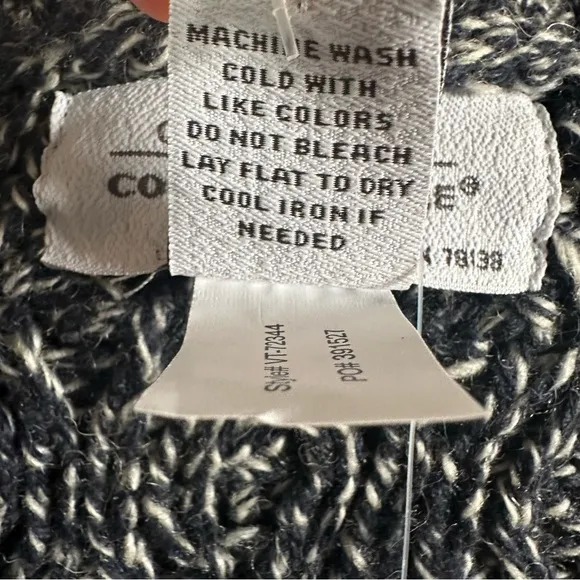 MACHINE WASH
COLD WITH
LIKE COLORS
DO NOT BLEACH
LAY FLAT TO DRY
COOL IRON IF
NEEDED
78138
Style# VT-72344
PO# 391527